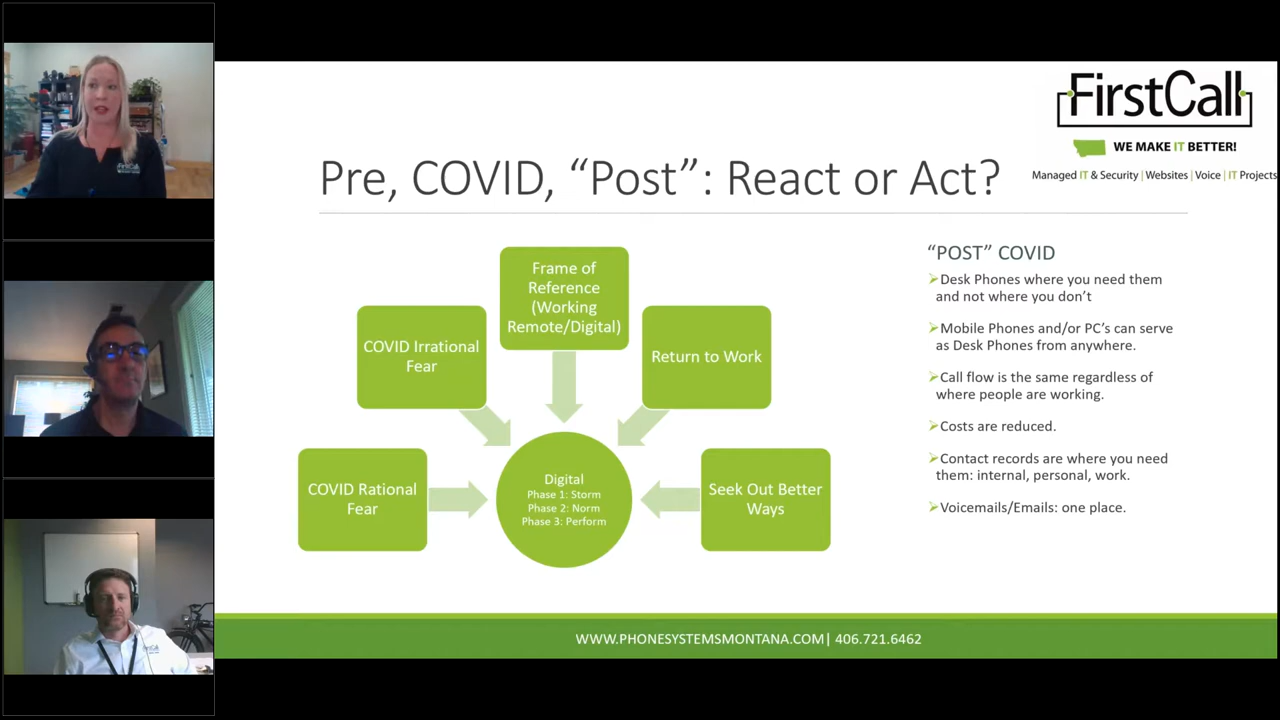 FirstCall
WE MAKE IT BETTER!
Managed IT & Security | Websites | Voice | IT Projects
Pre, COVID, “Post”: React or Act?
Frame of
Reference
(Working
Remote/Digital)
COVID Irrational
Fear
Return to Work
COVID Rational
Fear
Digital
Phase 1: Storm
Phase 2: Norm
Phase 3: Perform
Seek Out Better
Ways
“POST” COVID
Desk Phones where you need them
and not where you don’t
Mobile Phones and/or PC’s can serve
as Desk Phones from anywhere.
Call flow is the same regardless of
where people are working.
Costs are reduced.
Contact records are where you need
them: internal, personal, work.
Voicemails/Emails: one place.
WWW.PHONESYSTEMSMONTANA.COM| 406.721.6462
FirstCall